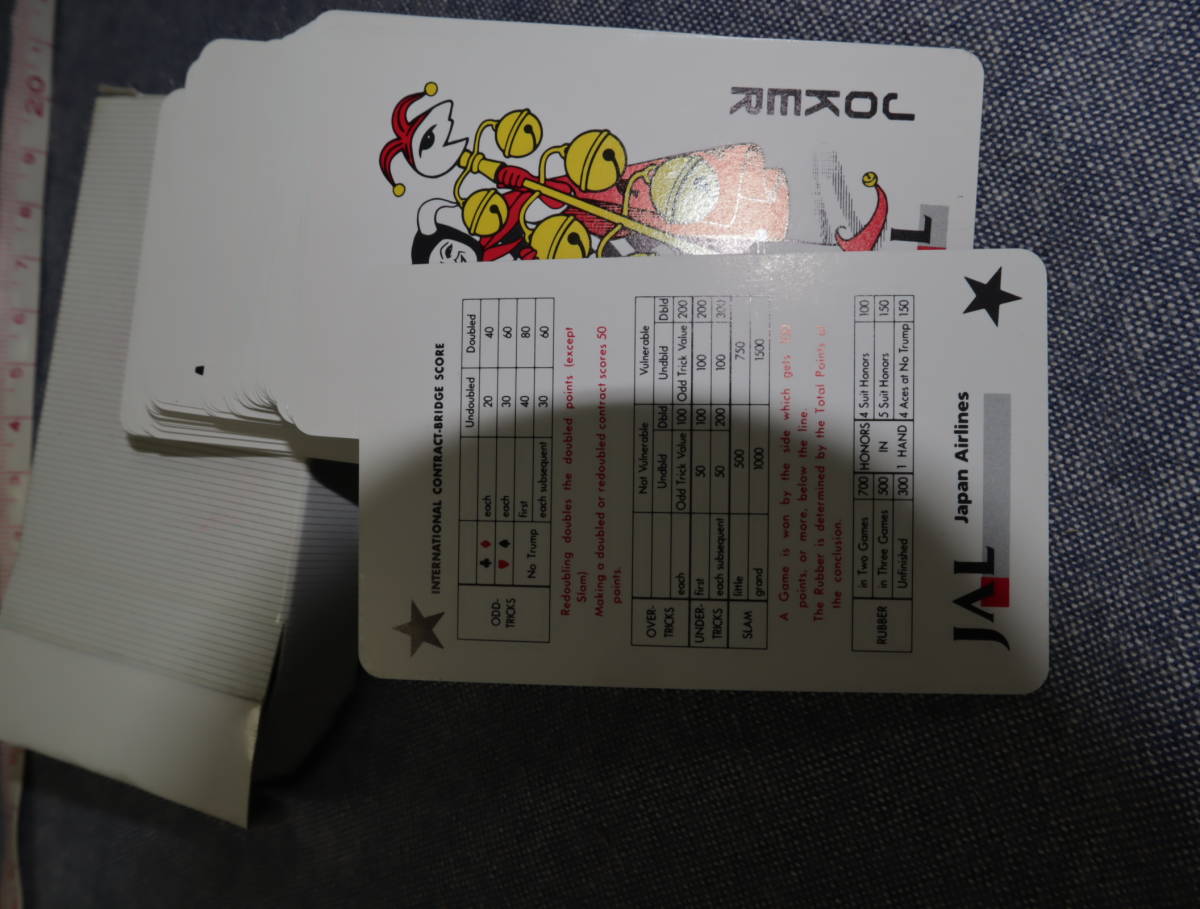 JOKER
L
★ INTERNATIONAL CONTRACT-BRIDGE SCORE
Undoubled Doubled
ODD-TRICKS ♣ ♦ each 20 40
♥ ♠ each 30 60
No Trump first 40 80
each subsequent 30 60
Redoubling doubles the doubled points (except
Slam)
Making a doubled or redoubled contract scores 50
points.
Not Vulnerable Vulnerable
Undbld Dbld Undbld Dbld
OVER-TRICKS each Odd Trick Value 100 Odd Trick Value 200
UNDER-TRICKS first 50 100 100 200
each subsequent 50 200 100 300
SLAM little 500 750
grand 1000 1500
A Game is won by the side which gets 100
points, or more, below the line.
The Rubber is determined by the Total Points
the conclusion.
RUBBER in Two Games 700 HONORS 4 Suit Honors 100
in Three Games 500 IN 5 Suit Honors 150
Unfinished 300 1 HAND 4 Aces at No Trump 150
Japan Airlines ★
JAL
20
9
8
7
4